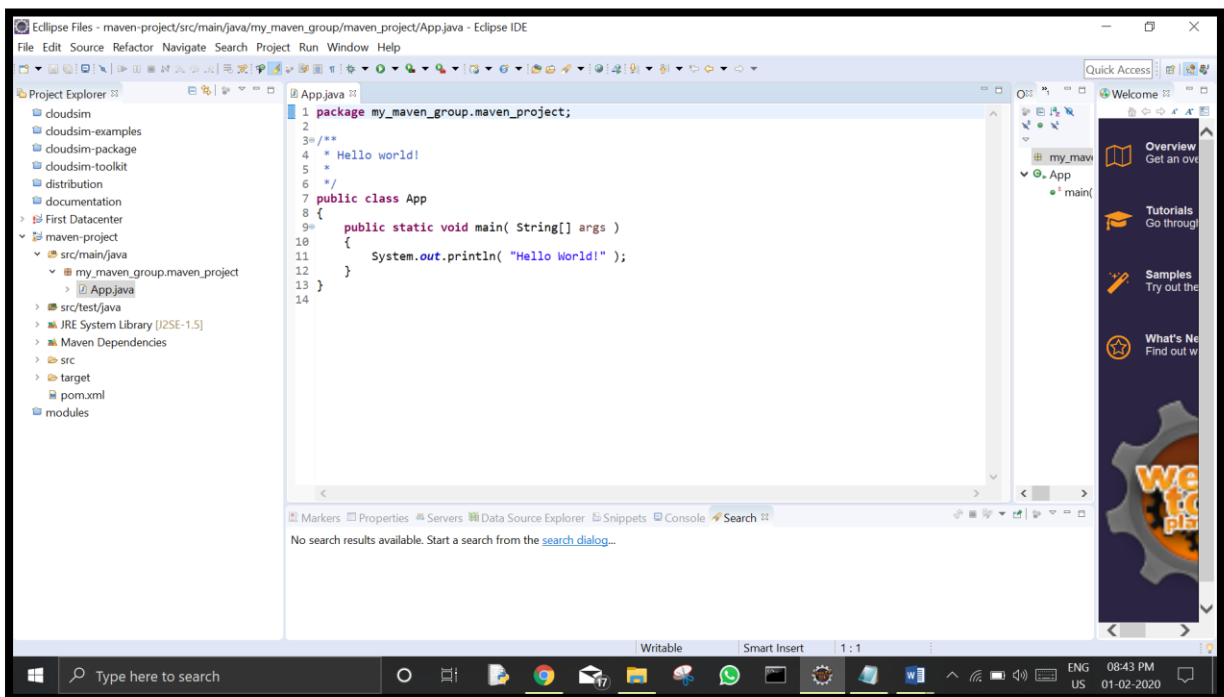 Ecllipse Files - maven-project/src/main/java/my_maven_group/maven_project/App.java - Eclipse IDE
File Edit Source Refactor Navigate Search Project Run Window Help
Quick Access
Project Explorer
cloudsim
cloudsim-examples
cloudsim-package
cloudsim-toolkit
distribution
documentation
First Datacenter
maven-project
src/main/java
my_maven_group.maven_project
App.java
src/test/java
JRE System Library [J2SE-1.5]
Maven Dependencies
src
target
pom.xml
modules
App.java
1 package my_maven_group.maven_project;
2
3 /**
4 * Hello world!
5 *
6 */
7 public class App
8 {
9 public static void main( String[] args )
10 {
11 System.out.println( "Hello World!" );
12 }
13 }
14
my_mave
App
main(
Welcome
Overview
Get an ove
Tutorials
Go through
Samples
Try out the
What's Ne
Find out w
Markers Properties Servers Data Source Explorer Snippets Console Search
No search results available. Start a search from the search dialog...
Writable Smart Insert 1 : 1
Type here to search
17
ENG
US
08:43 PM
01-02-2020